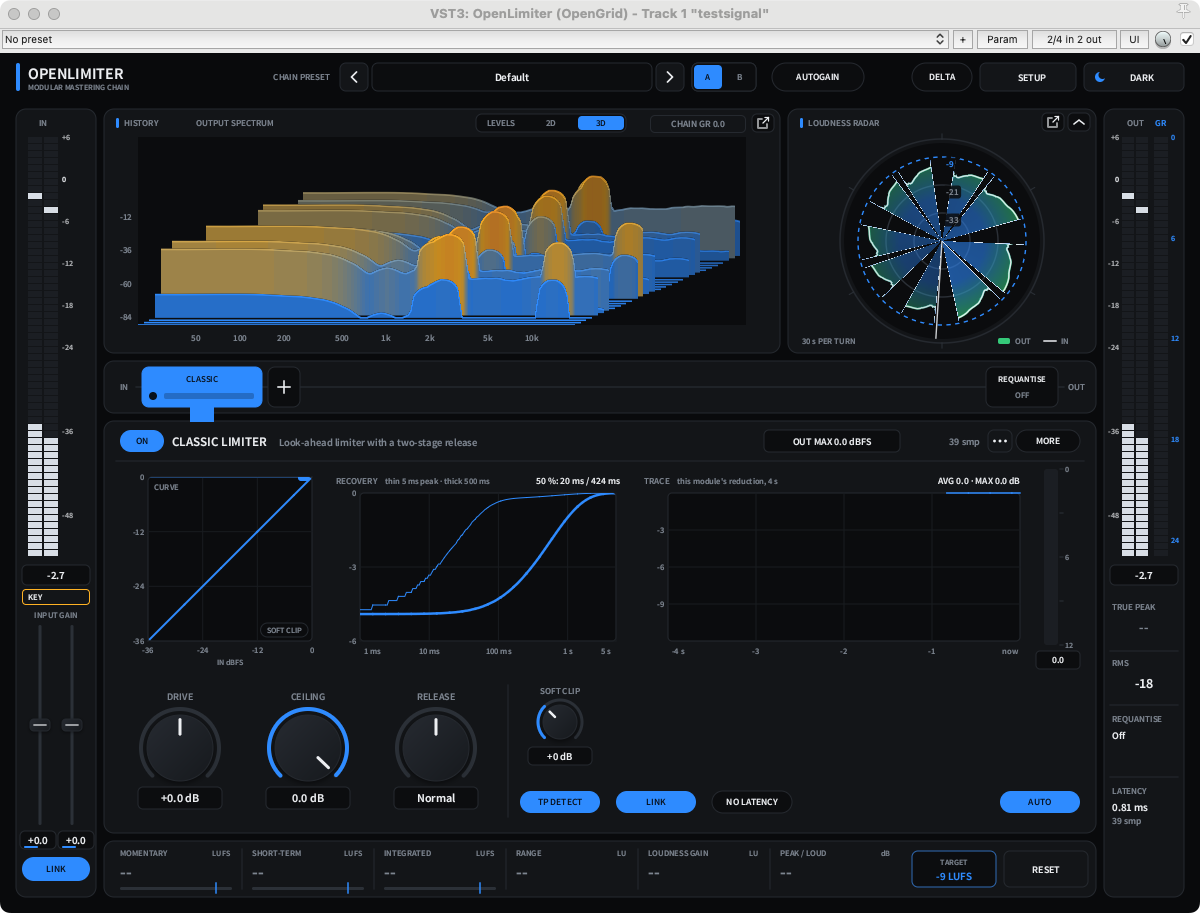 VST3: OpenLimiter (OpenGrid) - Track 1 "testsignal"
No preset
+
Param
2/4 in 2 out
UI
OPENLIMITER
MODULAR MASTERING CHAIN
CHAIN PRESET
Default
A
B
AUTOGAIN
DELTA
SETUP
DARK
IN
+6
0
-6
-12
-18
-24
-36
-48
-2.7
KEY
INPUT GAIN
+0.0
+0.0
LINK
HISTORY
OUTPUT SPECTRUM
LEVELS
2D
3D
CHAIN GR 0.0
-12
-36
-60
-84
50
100
200
500
1k
2k
5k
10k
LOUDNESS RADAR
-9
-21
-33
30 s PER TURN
OUT
IN
IN
CLASSIC
+
REQUANTISE
OFF
OUT
ON
CLASSIC LIMITER
Look-ahead limiter with a two-stage release
OUT MAX 0.0 dBFS
39 smp
•••
MORE
CURVE
0
-12
-24
-36
-36
-24
-12
0
SOFT CLIP
IN dBFS
RECOVERY
thin 5 ms peak · thick 500 ms
50 %: 20 ms / 424 ms
0
-3
-6
1 ms
10 ms
100 ms
1 s
5 s
TRACE
this module's reduction, 4 s
AVG 0.0 · MAX 0.0 dB
-3
-6
-9
-4 s
-3
-2
-1
now
0
6
12
0.0
DRIVE
+0.0 dB
CEILING
0.0 dB
RELEASE
Normal
SOFT CLIP
+0 dB
TP DETECT
LINK
NO LATENCY
AUTO
MOMENTARY
LUFS
--
SHORT-TERM
LUFS
--
INTEGRATED
LUFS
--
RANGE
LU
--
LOUDNESS GAIN
LU
--
PEAK / LOUD
dB
--
TARGET
-9 LUFS
RESET
OUT
GR
+6
0
-6
-12
-18
-24
-36
-48
0
6
12
18
24
-2.7
TRUE PEAK
--
RMS
-18
REQUANTISE
Off
LATENCY
0.81 ms
39 smp